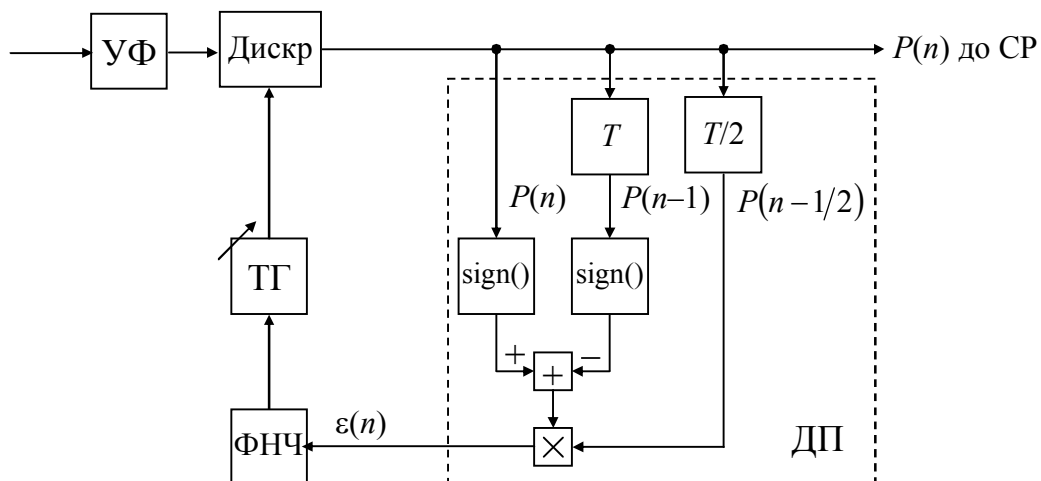 УФ
Дискр
P(n) до СР
T
T/2
P(n)
P(n–1)
P(n – 1/2)
ТГ
sign()
sign()
+
–
+
ε(n)
ФНЧ
×
ДП